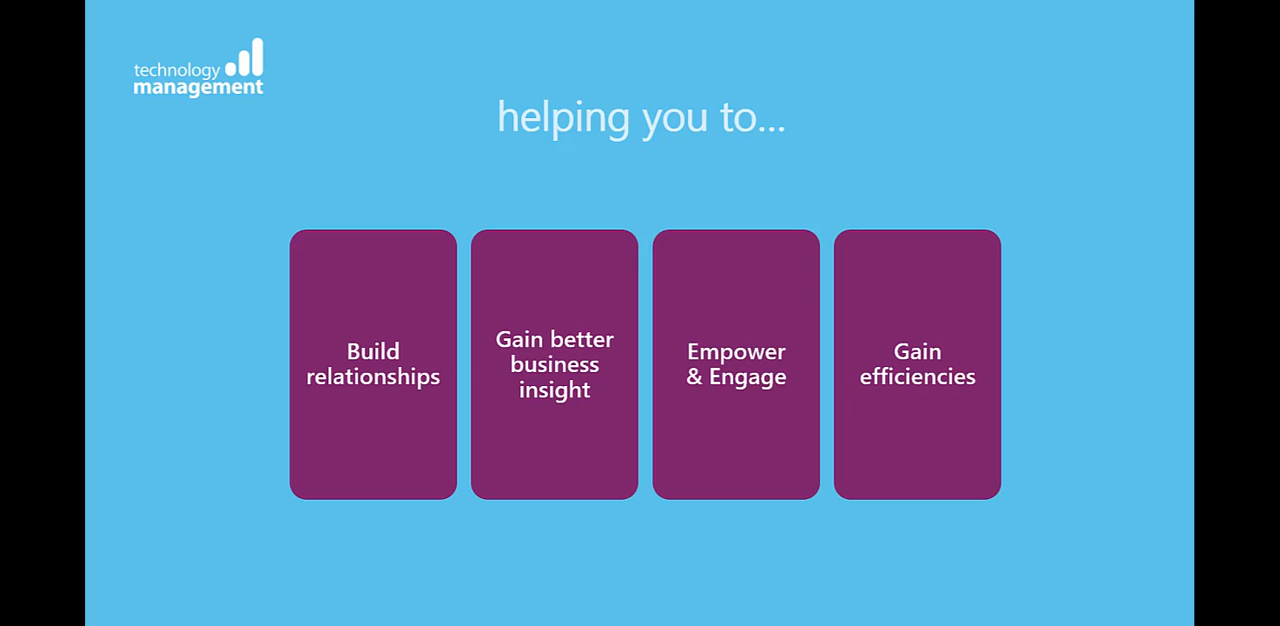 technology
management
helping you to...
Build
relationships
Gain better
business
insight
Empower
& Engage
Gain
efficiencies